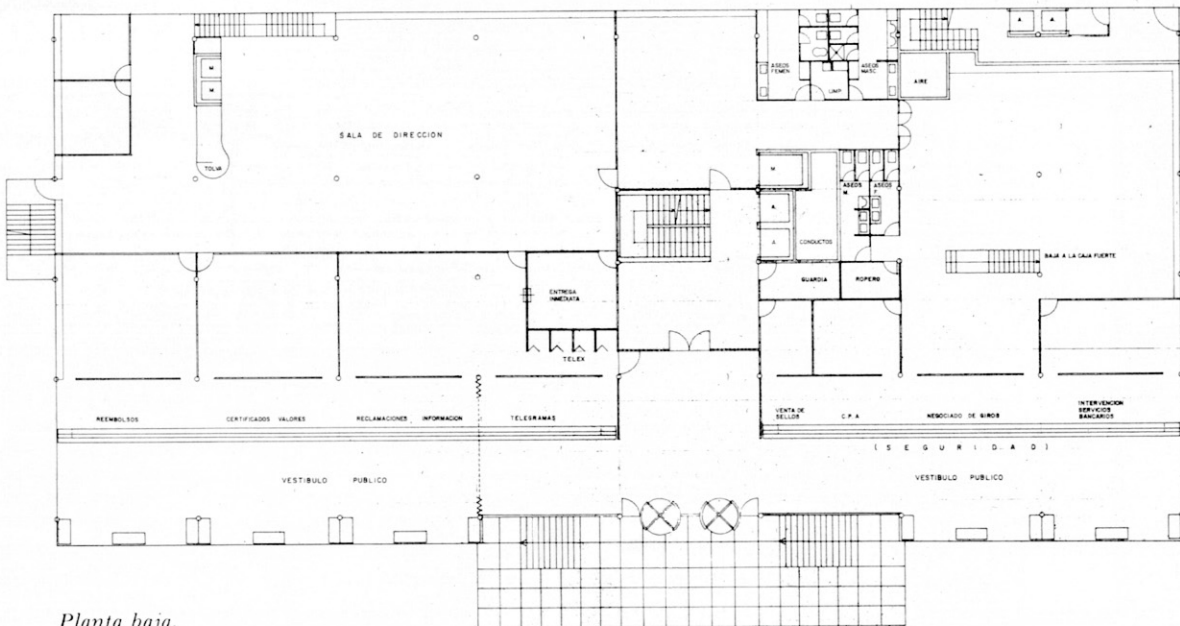 A.
A.
ASEOS
FEMEN
ASEOS
MASC
LIMP
AIRE
M.
M.
SALA DE DIRECCION
TOLVA
M.
ASEOS
M.
ASEOS
F.
A.
A
CONDUCTOS
BAJA A LA CAJA FUERTE
GUARDIA
ROPERO
ENTREGA
INMEDIATA
TELEX
REEMBOLSOS
CERTIFICADOS VALORES
RECLAMACIONES INFORMACION
TELEGRAMAS
VENTA DE
SELLOS
C.P.A
NEGOCIADO DE GIROS
INTERVENCION
SERVICIOS
BANCARIOS
(SEGURIDAD)
VESTIBULO PUBLICO
VESTIBULO PUBLICO
Planta baja.